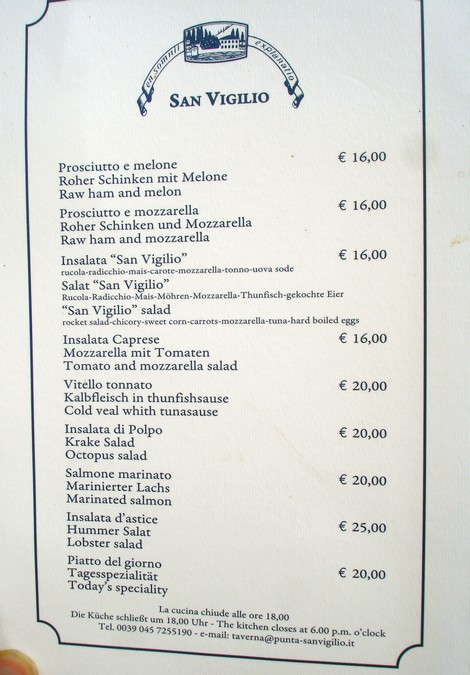 en somnii explanatio
SAN VIGILIO
Prosciutto e melone € 16,00
Roher Schinken mit Melone
Raw ham and melon
Prosciutto e mozzarella € 16,00
Roher Schinken und Mozzarella
Raw ham and mozzarella
Insalata “San Vigilio” € 16,00
rucola-radicchio-mais-carote-mozzarella-tonno-uova sode
Salat “San Vigilio”
Rucola-Radicchio-Mais-Möhren-Mozzarella-Thunfisch-gekochte Eier
“San Vigilio” salad
rocket salad-chicory-sweet corn-carrots-mozzarella-tuna-hard boiled eggs
Insalata Caprese € 16,00
Mozzarella mit Tomaten
Tomato and mozzarella salad
Vitello tonnato € 20,00
Kalbfleisch in thunfishsause
Cold veal whith tunasause
Insalata di Polpo € 20,00
Krake Salad
Octopus salad
Salmone marinato € 20,00
Marinierter Lachs
Marinated salmon
Insalata d’astice € 25,00
Hummer Salat
Lobster salad
Piatto del giorno € 20,00
Tagesspezialität
Today’s speciality
La cucina chiude alle ore 18,00
Die Küche schließt um 18,00 Uhr - The kitchen closes at 6.00 p.m. o’clock
Tel. 0039 045 7255190 - e-mail: taverna@punta-sanvigilio.it